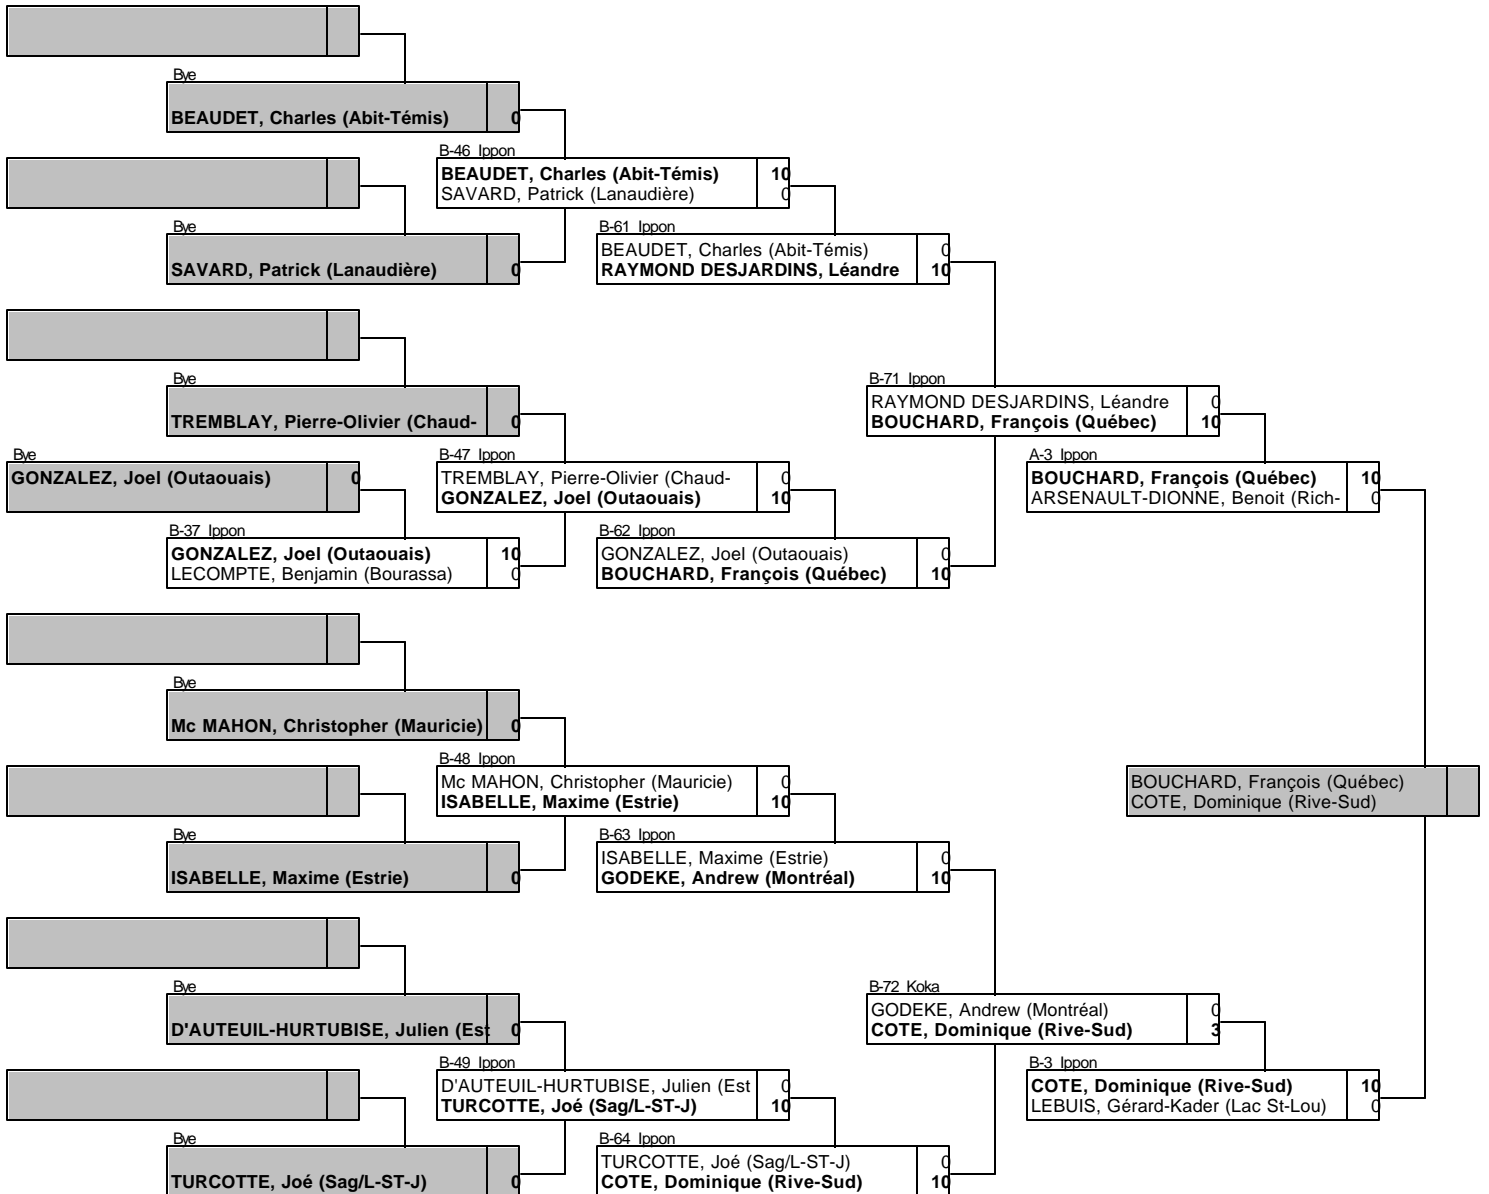 Bye
BEAUDET, Charles (Abit-Témis) 0
B-46 Ippon
BEAUDET, Charles (Abit-Témis) 10
SAVARD, Patrick (Lanaudière) 0
Bye
SAVARD, Patrick (Lanaudière) 0
B-61 Ippon
BEAUDET, Charles (Abit-Témis) 0
RAYMOND DESJARDINS, Léandre 10
Bye
TREMBLAY, Pierre-Olivier (Chaud- 0
B-71 Ippon
RAYMOND DESJARDINS, Léandre 0
BOUCHARD, François (Québec) 10
Bye
GONZALEZ, Joel (Outaouais) 0
B-47 Ippon
TREMBLAY, Pierre-Olivier (Chaud- 0
GONZALEZ, Joel (Outaouais) 10
A-3 Ippon
BOUCHARD, François (Québec) 10
ARSENAULT-DIONNE, Benoit (Rich- 0
B-37 Ippon
GONZALEZ, Joel (Outaouais) 10
LECOMPTE, Benjamin (Bourassa) 0
B-62 Ippon
GONZALEZ, Joel (Outaouais) 0
BOUCHARD, François (Québec) 10
Bye
Mc MAHON, Christopher (Mauricie) 0
B-48 Ippon
Mc MAHON, Christopher (Mauricie) 0
ISABELLE, Maxime (Estrie) 10
BOUCHARD, François (Québec)
COTE, Dominique (Rive-Sud)
Bye
ISABELLE, Maxime (Estrie) 0
B-63 Ippon
ISABELLE, Maxime (Estrie) 0
GODEKE, Andrew (Montréal) 10
Bye
D'AUTEUIL-HURTUBISE, Julien (Est 0
B-72 Koka
GODEKE, Andrew (Montréal) 0
COTE, Dominique (Rive-Sud) 3
B-49 Ippon
D'AUTEUIL-HURTUBISE, Julien (Est 0
TURCOTTE, Joé (Sag/L-ST-J) 10
B-3 Ippon
COTE, Dominique (Rive-Sud) 10
LEBUIS, Gérard-Kader (Lac St-Lou) 0
Bye
TURCOTTE, Joé (Sag/L-ST-J) 0
B-64 Ippon
TURCOTTE, Joé (Sag/L-ST-J) 0
COTE, Dominique (Rive-Sud) 10